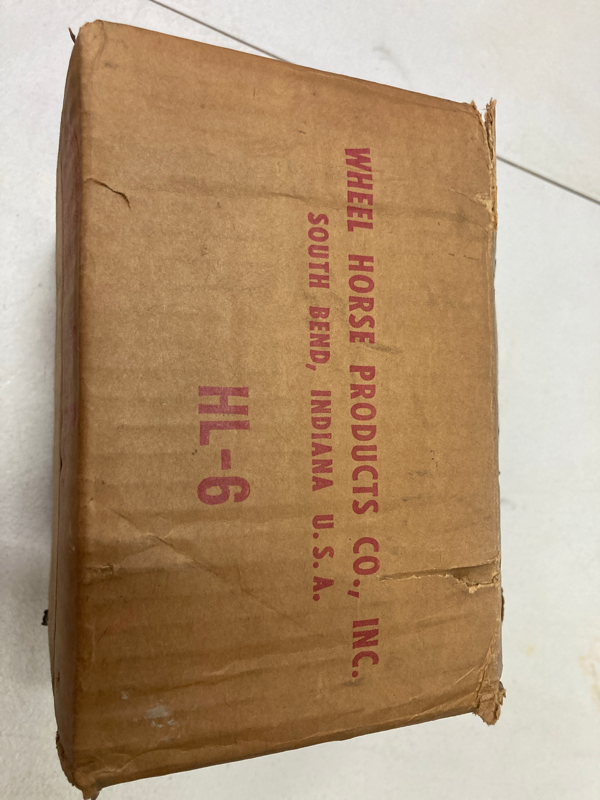 WHEEL HORSE PRODUCTS CO., INC.
SOUTH BEND, INDIANA U.S.A.
HL-6